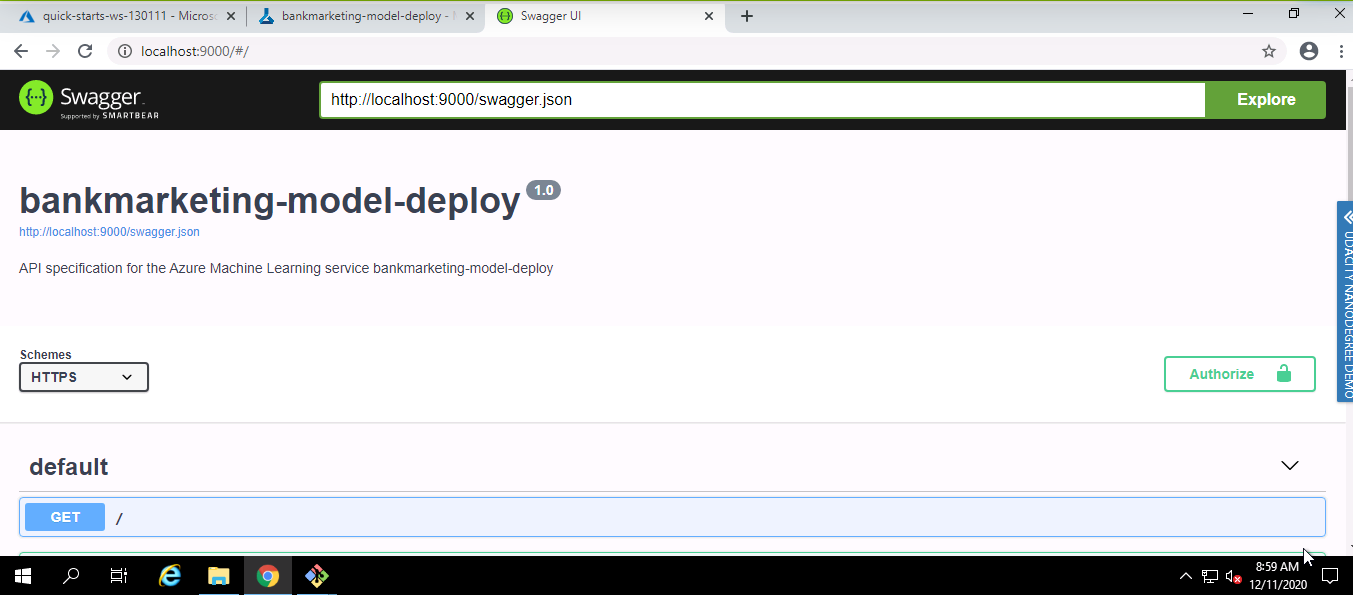 quick-starts-ws-130111 - Micros
bankmarketing-model-deploy -
Swagger UI
localhost:9000/#/
{...} Swagger
Supported by SMARTBEAR
http://localhost:9000/swagger.json
Explore
bankmarketing-model-deploy 1.0
http://localhost:9000/swagger.json
API specification for the Azure Machine Learning service bankmarketing-model-deploy
UDACITY NANODEGREE DEMO
Schemes
HTTPS
Authorize
default
GET /
8:59 AM
12/11/2020